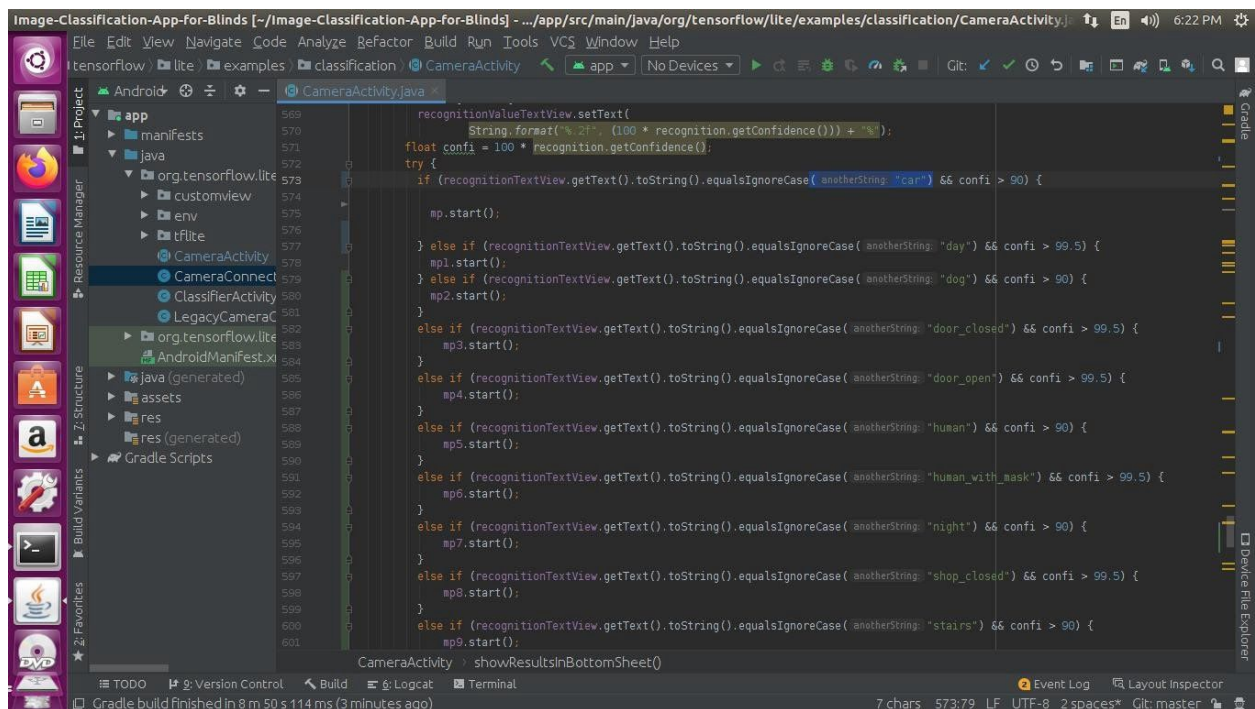 Image-Classification-App-for-Blinds [~/Image-Classification-App-for-Blinds] - .../app/src/main/java/org/tensorflow/lite/examples/classification/CameraActivity.j En 6:22 PM
File Edit View Navigate Code Analyze Refactor Build Run Tools VCS Window Help
tensorflow lite examples classification CameraActivity app No Devices Git:
Android CameraActivity.java
1: Project
Resource Manager
7: Structure
Build Variants
2: Favorites
app
manifests
java
org.tensorflow.lite
customview
env
tflite
CameraActivity
CameraConnect
ClassifierActivity
LegacyCameraC
org.tensorflow.lite
AndroidManifest.x
java (generated)
assets
res
res (generated)
Gradle Scripts
569 recognitionValueTextView.setText(
570 String.format("%.2f", (100 * recognition.getConfidence())) + "%");
571 float confi = 100 * recognition.getConfidence();
572 try {
573 if (recognitionTextView.getText().toString().equalsIgnoreCase( anotherString: "car") && confi > 90) {
574
575 mp.start();
576
577 } else if (recognitionTextView.getText().toString().equalsIgnoreCase( anotherString: "day") && confi > 99.5) {
578 mp1.start();
579 } else if (recognitionTextView.getText().toString().equalsIgnoreCase( anotherString: "dog") && confi > 90) {
580 mp2.start();
581 }
582 else if (recognitionTextView.getText().toString().equalsIgnoreCase( anotherString: "door_closed") && confi > 99.5) {
583 mp3.start();
584 }
585 else if (recognitionTextView.getText().toString().equalsIgnoreCase( anotherString: "door_open") && confi > 99.5) {
586 mp4.start();
587 }
588 else if (recognitionTextView.getText().toString().equalsIgnoreCase( anotherString: "human") && confi > 90) {
589 mp5.start();
590 }
591 else if (recognitionTextView.getText().toString().equalsIgnoreCase( anotherString: "human_with_mask") && confi > 99.5) {
592 mp6.start();
593 }
594 else if (recognitionTextView.getText().toString().equalsIgnoreCase( anotherString: "night") && confi > 90) {
595 mp7.start();
596 }
597 else if (recognitionTextView.getText().toString().equalsIgnoreCase( anotherString: "shop_closed") && confi > 99.5) {
598 mp8.start();
599 }
600 else if (recognitionTextView.getText().toString().equalsIgnoreCase( anotherString: "stairs") && confi > 90) {
601 mp9.start();
Gradle
Device File Explorer
CameraActivity showResultsInBottomSheet()
TODO 9: Version Control Build 6: Logcat Terminal 2 Event Log Layout Inspector
Gradle build finished in 8 m 50 s 114 ms (3 minutes ago) 7 chars 573:79 LF UTF-8 2 spaces* Git: master